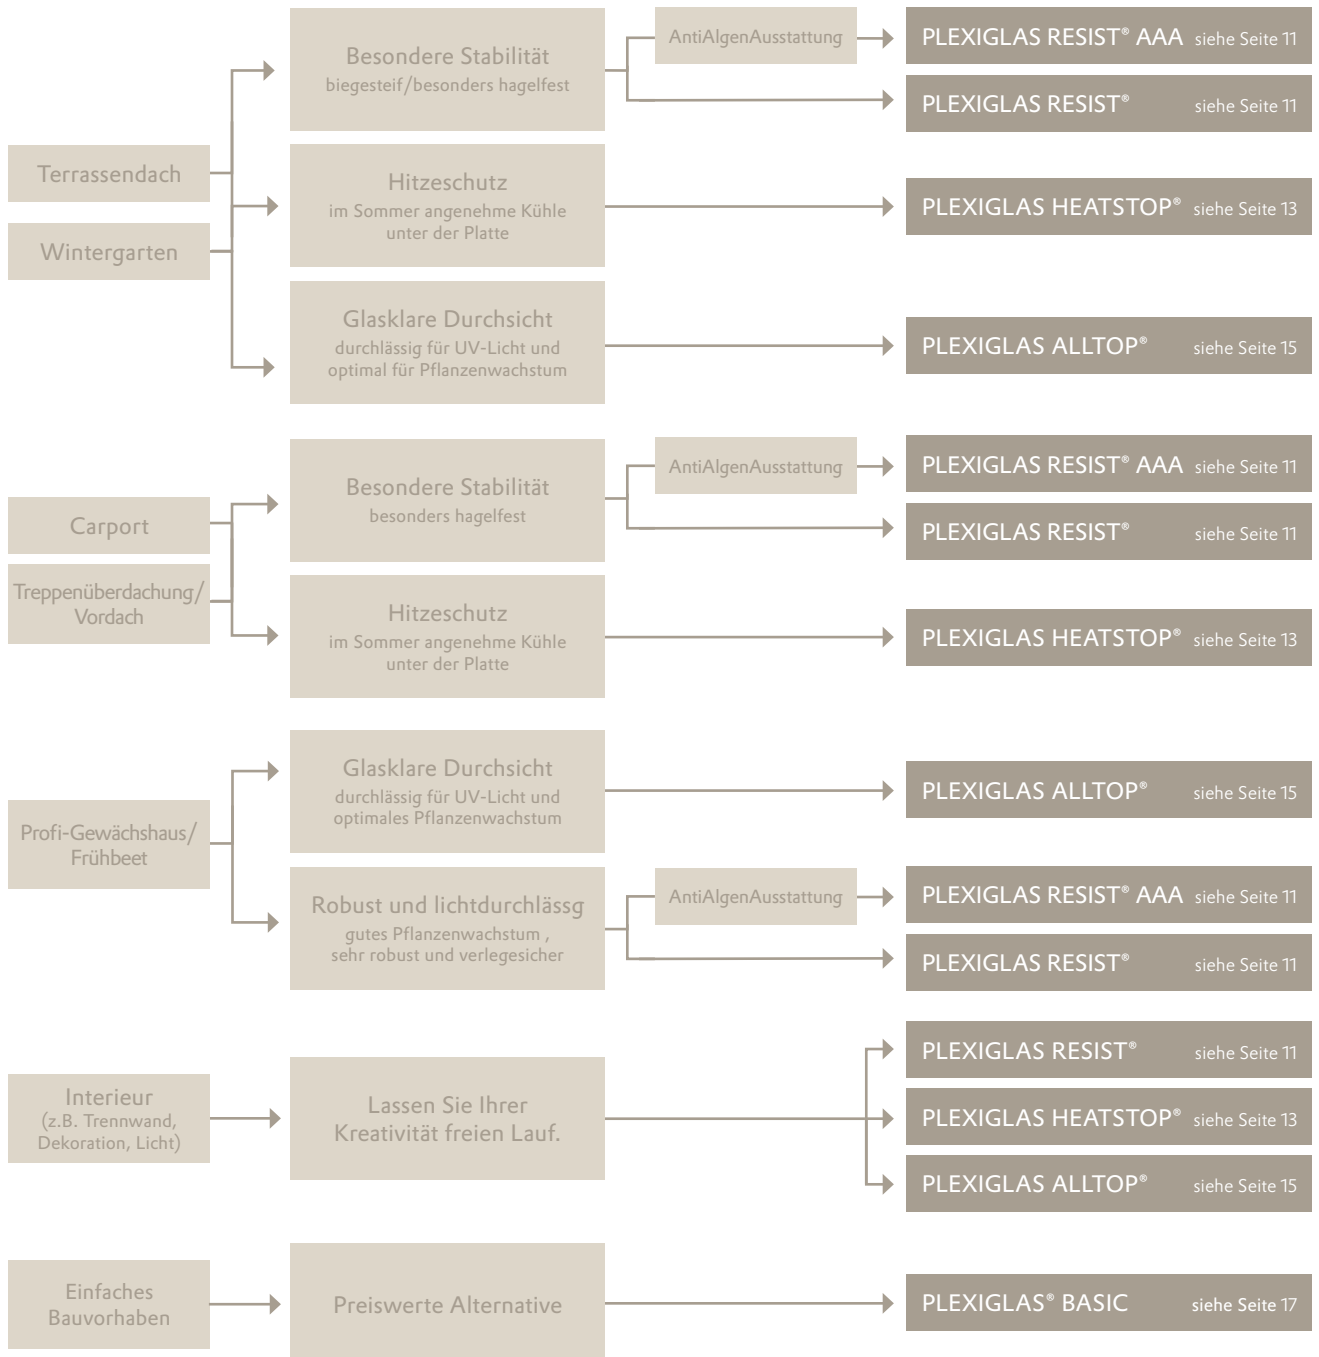 Terrassendach
Wintergarten
Besondere Stabilität
biegesteif/besonders hagelfest
AntiAlgenAusstattung
PLEXIGLAS RESIST® AAA siehe Seite 11
PLEXIGLAS RESIST® siehe Seite 11
Hitzeschutz
im Sommer angenehme Kühle
unter der Platte
PLEXIGLAS HEATSTOP® siehe Seite 13
Glasklare Durchsicht
durchlässig für UV-Licht und
optimal für Pflanzenwachstum
PLEXIGLAS ALLTOP® siehe Seite 15
Carport
Treppenüberdachung/
Vordach
Besondere Stabilität
besonders hagelfest
AntiAlgenAusstattung
PLEXIGLAS RESIST® AAA siehe Seite 11
PLEXIGLAS RESIST® siehe Seite 11
Hitzeschutz
im Sommer angenehme Kühle
unter der Platte
PLEXIGLAS HEATSTOP® siehe Seite 13
Profi-Gewächshaus/
Frühbeet
Glasklare Durchsicht
durchlässig für UV-Licht und
optimales Pflanzenwachstum
PLEXIGLAS ALLTOP® siehe Seite 15
Robust und lichtdurchlässg
gutes Pflanzenwachstum ,
sehr robust und verlegesicher
AntiAlgenAusstattung
PLEXIGLAS RESIST® AAA siehe Seite 11
PLEXIGLAS RESIST® siehe Seite 11
Interieur
(z.B. Trennwand,
Dekoration, Licht)
Lassen Sie Ihrer
Kreativität freien Lauf.
PLEXIGLAS RESIST® siehe Seite 11
PLEXIGLAS HEATSTOP® siehe Seite 13
PLEXIGLAS ALLTOP® siehe Seite 15
Einfaches
Bauvorhaben
Preiswerte Alternative
PLEXIGLAS® BASIC siehe Seite 17